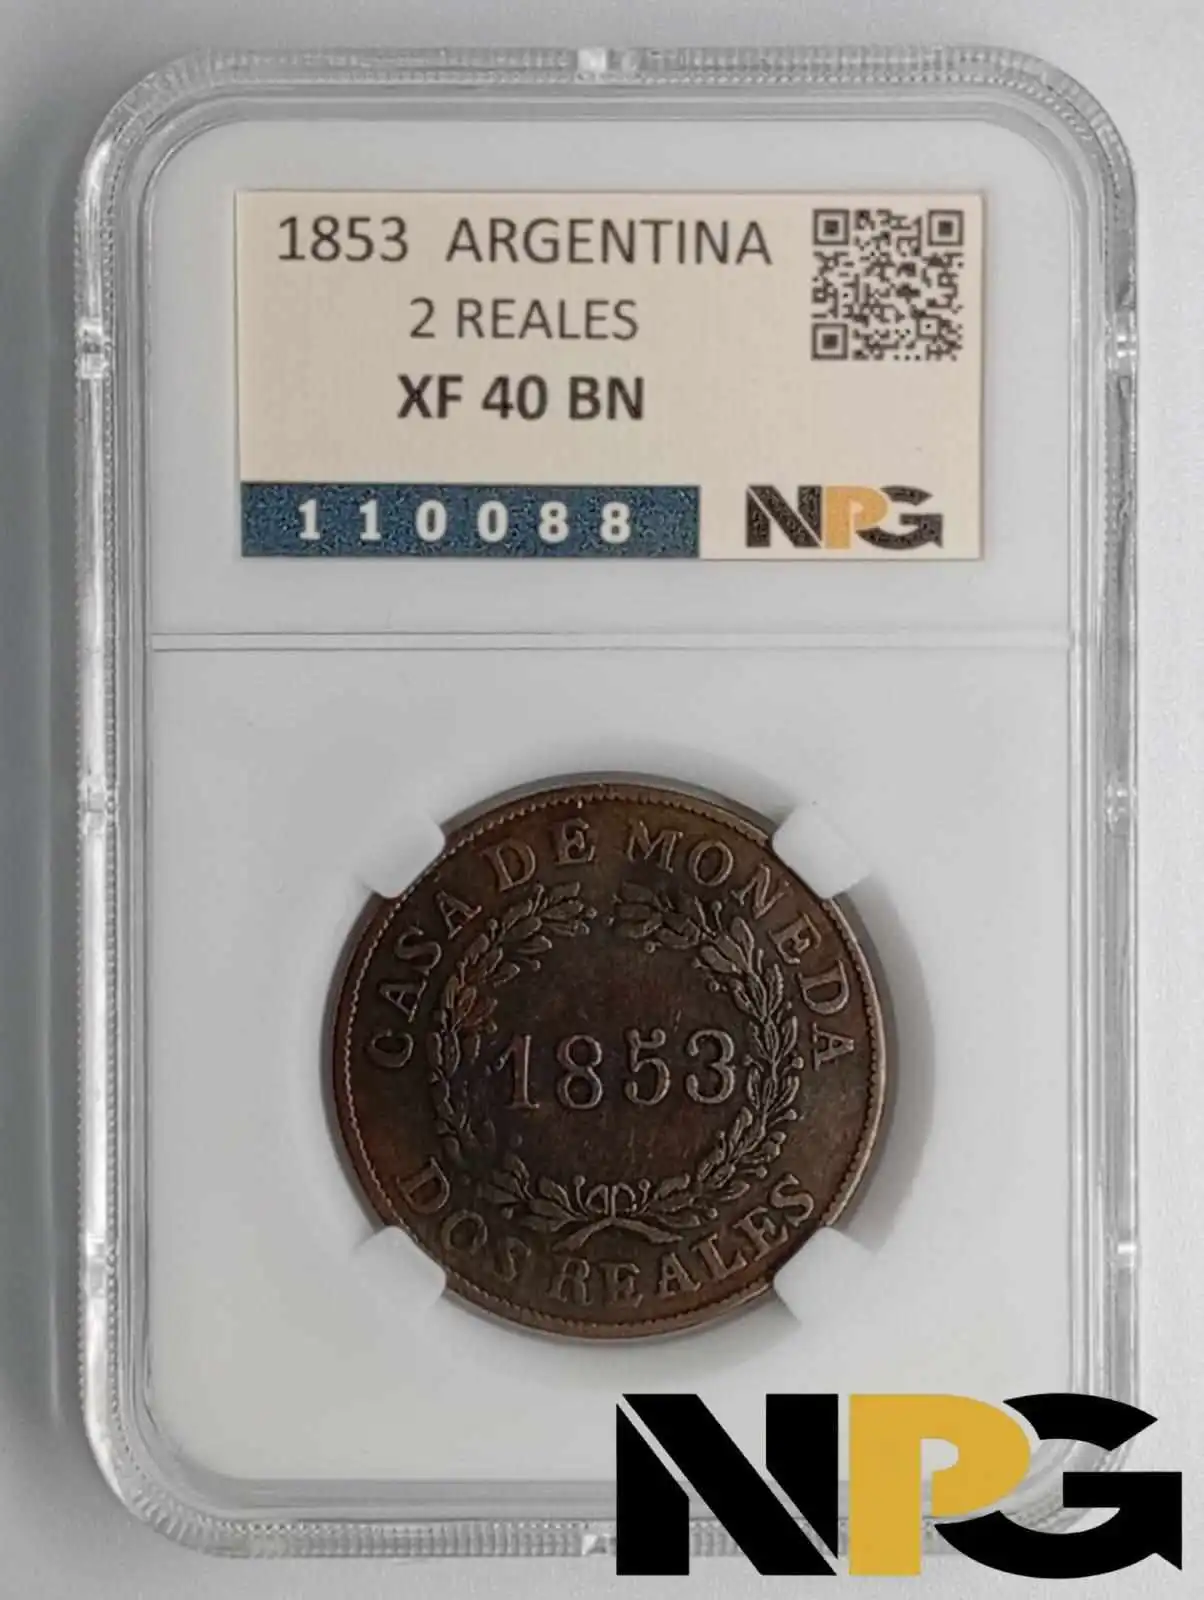 1853 ARGENTINA
2 REALES
XF 40 BN
110088
NPG
CASA DE MONEDA
1853
DOS REALES
NPG